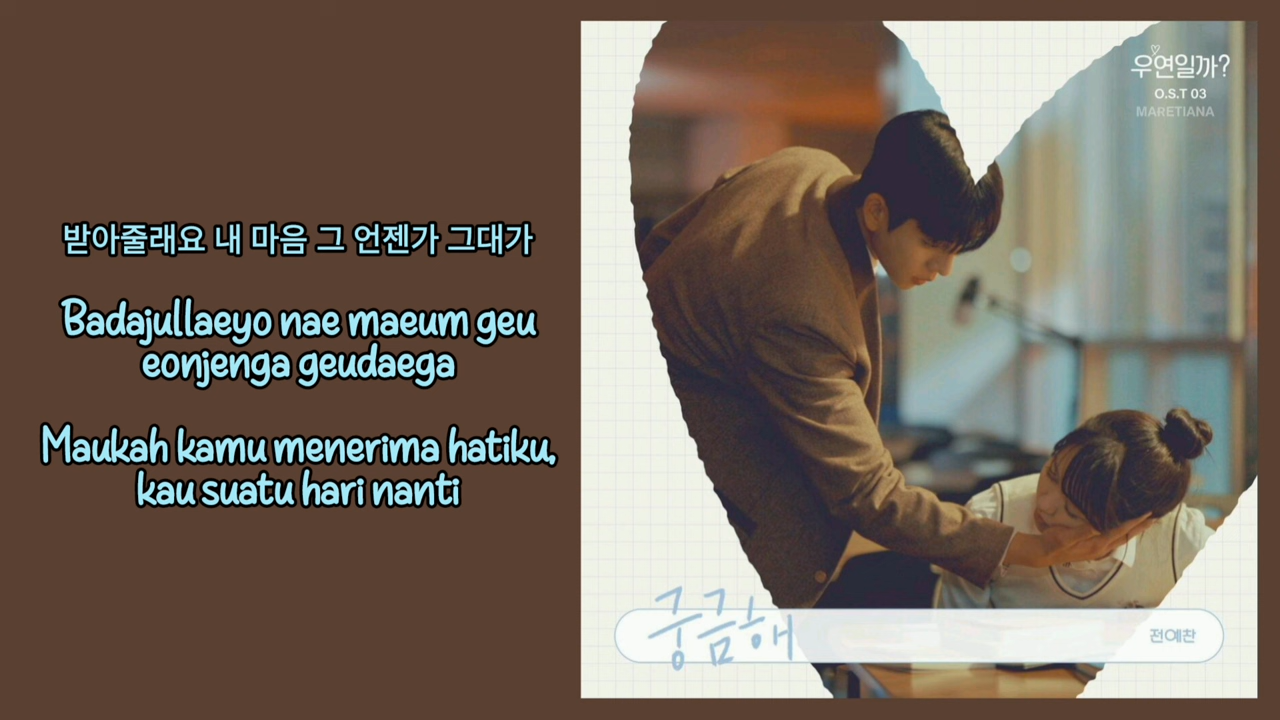 받아줄래요 내 마음 그 언젠가 그대가
Badajullaeyo nae maeum geu
eonjenga geudaega
Maukah kamu menerima hatiku,
kau suatu hari nanti
우연일까?
O.S.T 03
MARETIANA
궁금해
전예찬